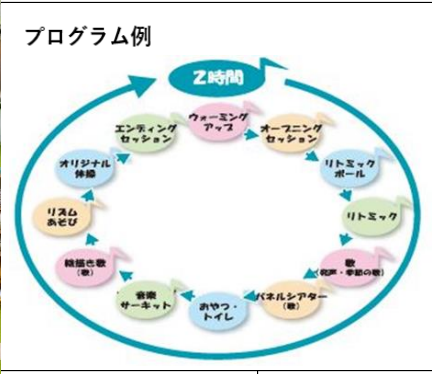 プログラム例
2時間
ウォーミング
アップ
オープニング
セッション
リトミック
ボール
リトミック
歌
(発声・季節の歌)
パネルシアター
(歌)
おやつ・
トイレ
音楽
サーキット
絵描き歌
(歌)
リズム
あそび
オリジナル
体操
エンディング
セッション